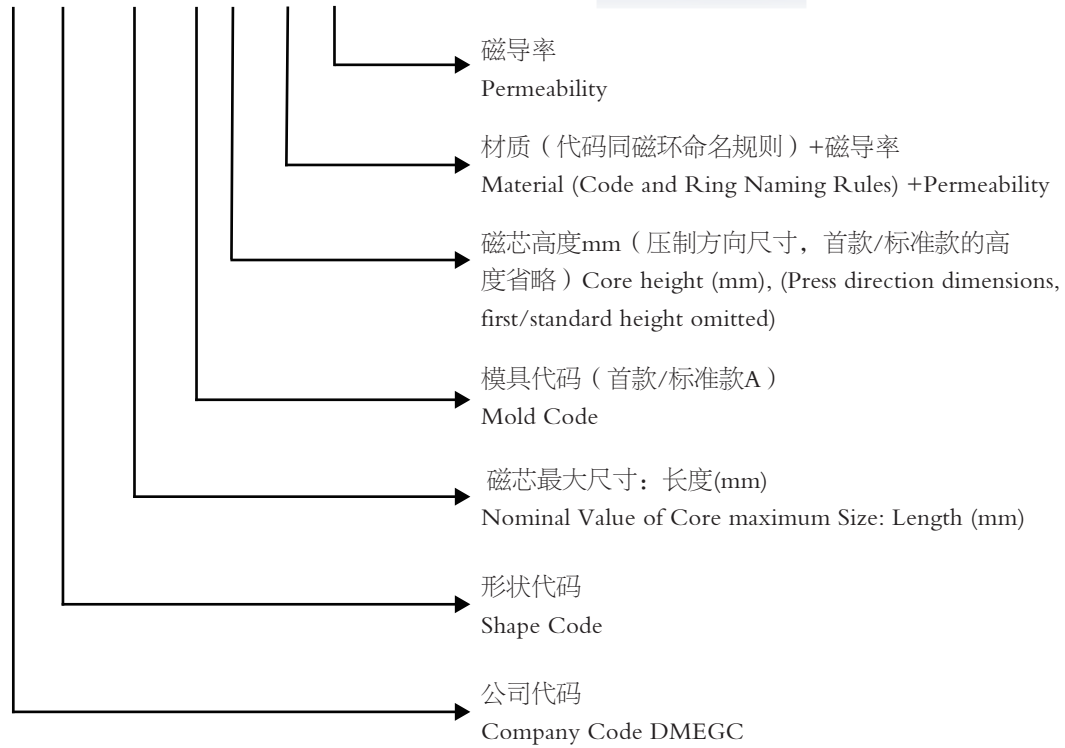 磁导率
Permeability
材质（代码同磁环命名规则）+磁导率
Material (Code and Ring Naming Rules) +Permeability
磁芯高度mm（压制方向尺寸，首款/标准款的高
度省略）Core height (mm), (Press direction dimensions,
first/standard height omitted)
模具代码（首款/标准款A）
Mold Code
磁芯最大尺寸：长度(mm)
Nominal Value of Core maximum Size: Length (mm)
形状代码
Shape Code
公司代码
Company Code DMEGC